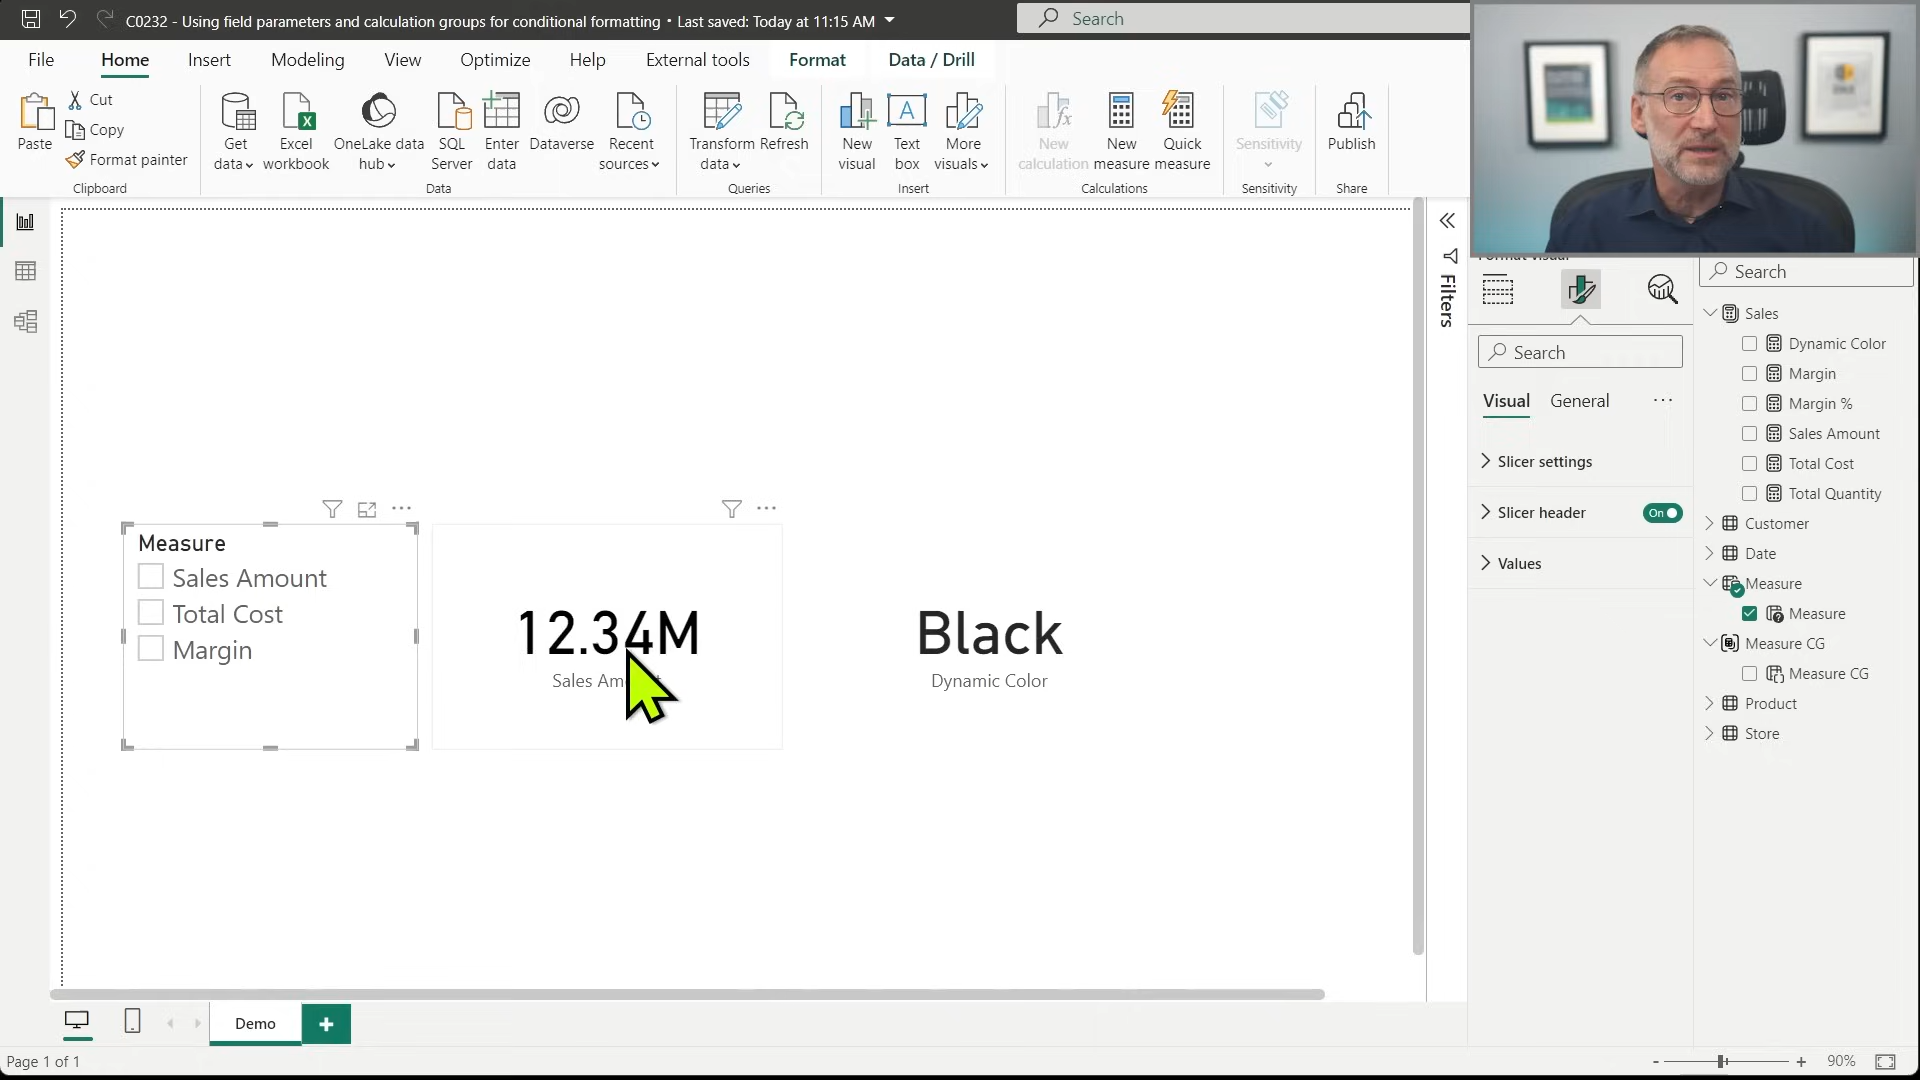 C0232 - Using field parameters and calculation groups for conditional formatting • Last saved: Today at 11:15 AM
Search
File Home Insert Modeling View Optimize Help External tools Format Data / Drill
Paste
Cut
Copy
Format painter
Clipboard
Get data
Excel workbook
OneLake data hub
SQL Server
Enter data
Dataverse
Recent sources
Data
Transform data
Refresh
Queries
New visual
Text box
More visuals
Insert
New calculation
New measure
Quick measure
Calculations
Sensitivity
Sensitivity
Publish
Share
Measure
Sales Amount
Total Cost
Margin
12.34M
Black
Dynamic Color
Filters
Search
Visual General
Slicer settings
Slicer header On
Values
Search
Sales
Dynamic Color
Margin
Margin %
Sales Amount
Total Cost
Total Quantity
Customer
Date
Measure
Measure
Measure CG
Measure CG
Product
Store
Demo
Page 1 of 1
- + 90%